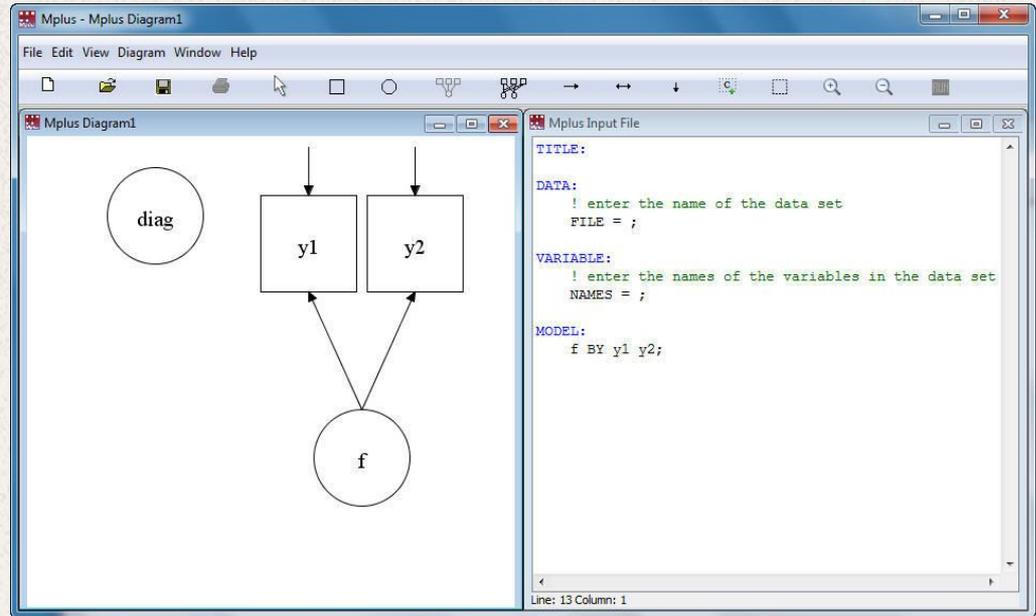 Mplus - Mplus Diagram1
File Edit View Diagram Window Help
Mplus Diagram1
diag
y1
y2
f
Mplus Input File
TITLE:
DATA:
! enter the name of the data set
FILE = ;
VARIABLE:
! enter the names of the variables in the data set
NAMES = ;
MODEL:
f BY y1 y2;
Line: 13 Column: 1